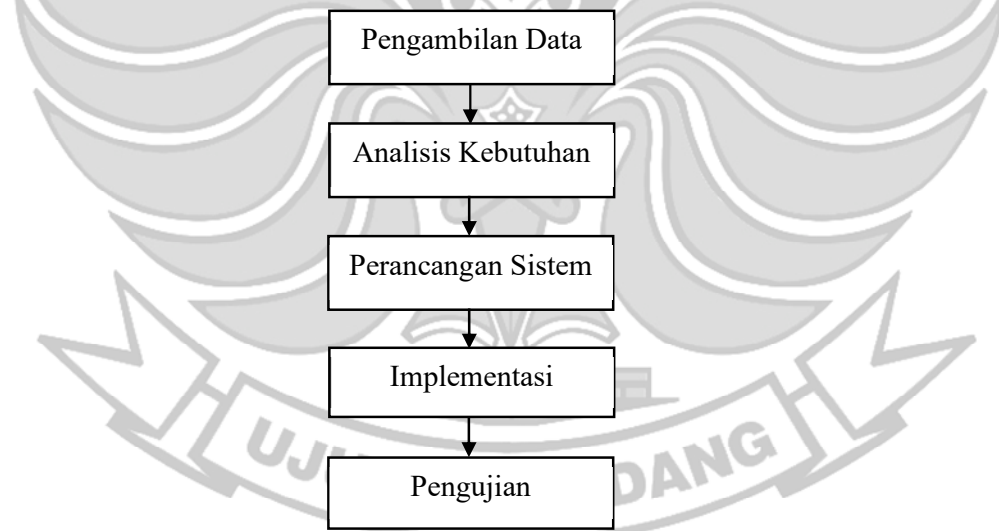 Pengambilan Data
Analisis Kebutuhan
Perancangan Sistem
Implementasi
Pengujian